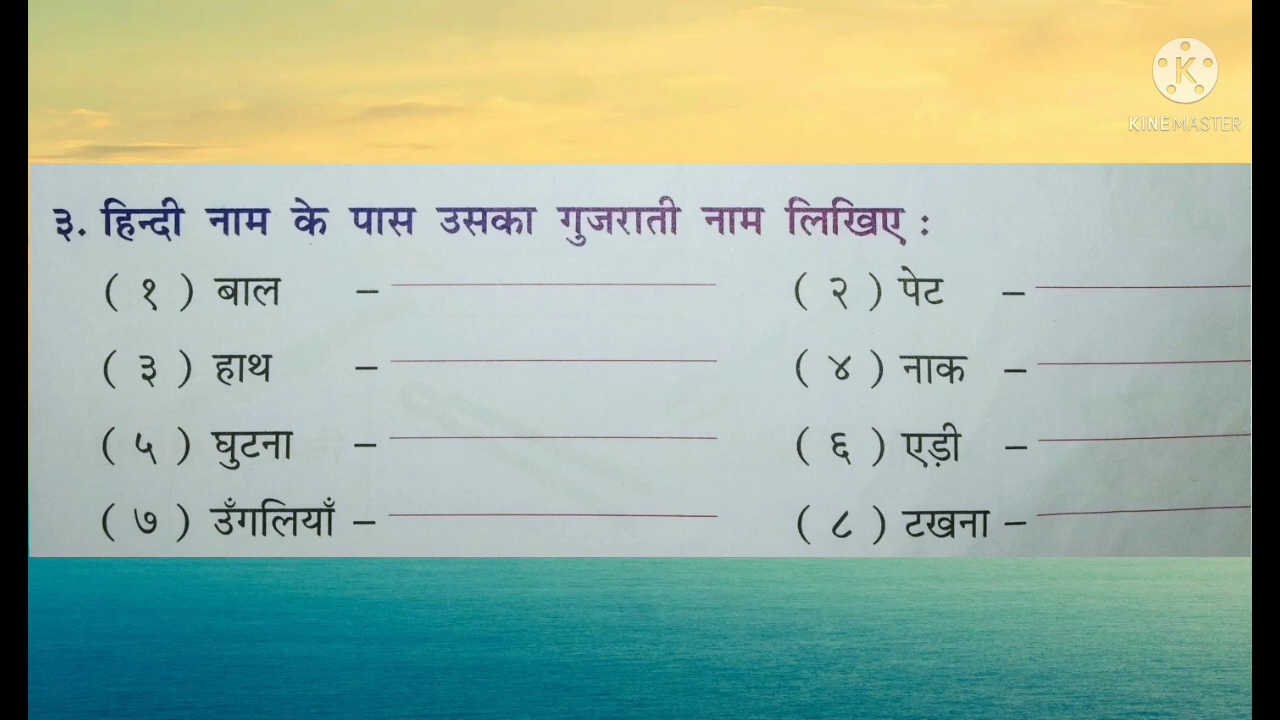 K
KINEMASTER
३. हिन्दी नाम के पास उसका गुजराती नाम लिखिए :
( १ ) बाल – ( २ ) पेट –
( ३ ) हाथ – ( ४ ) नाक –
( ५ ) घुटना – ( ६ ) एड़ी –
( ७ ) उँगलियाँ – ( ८ ) टखना –